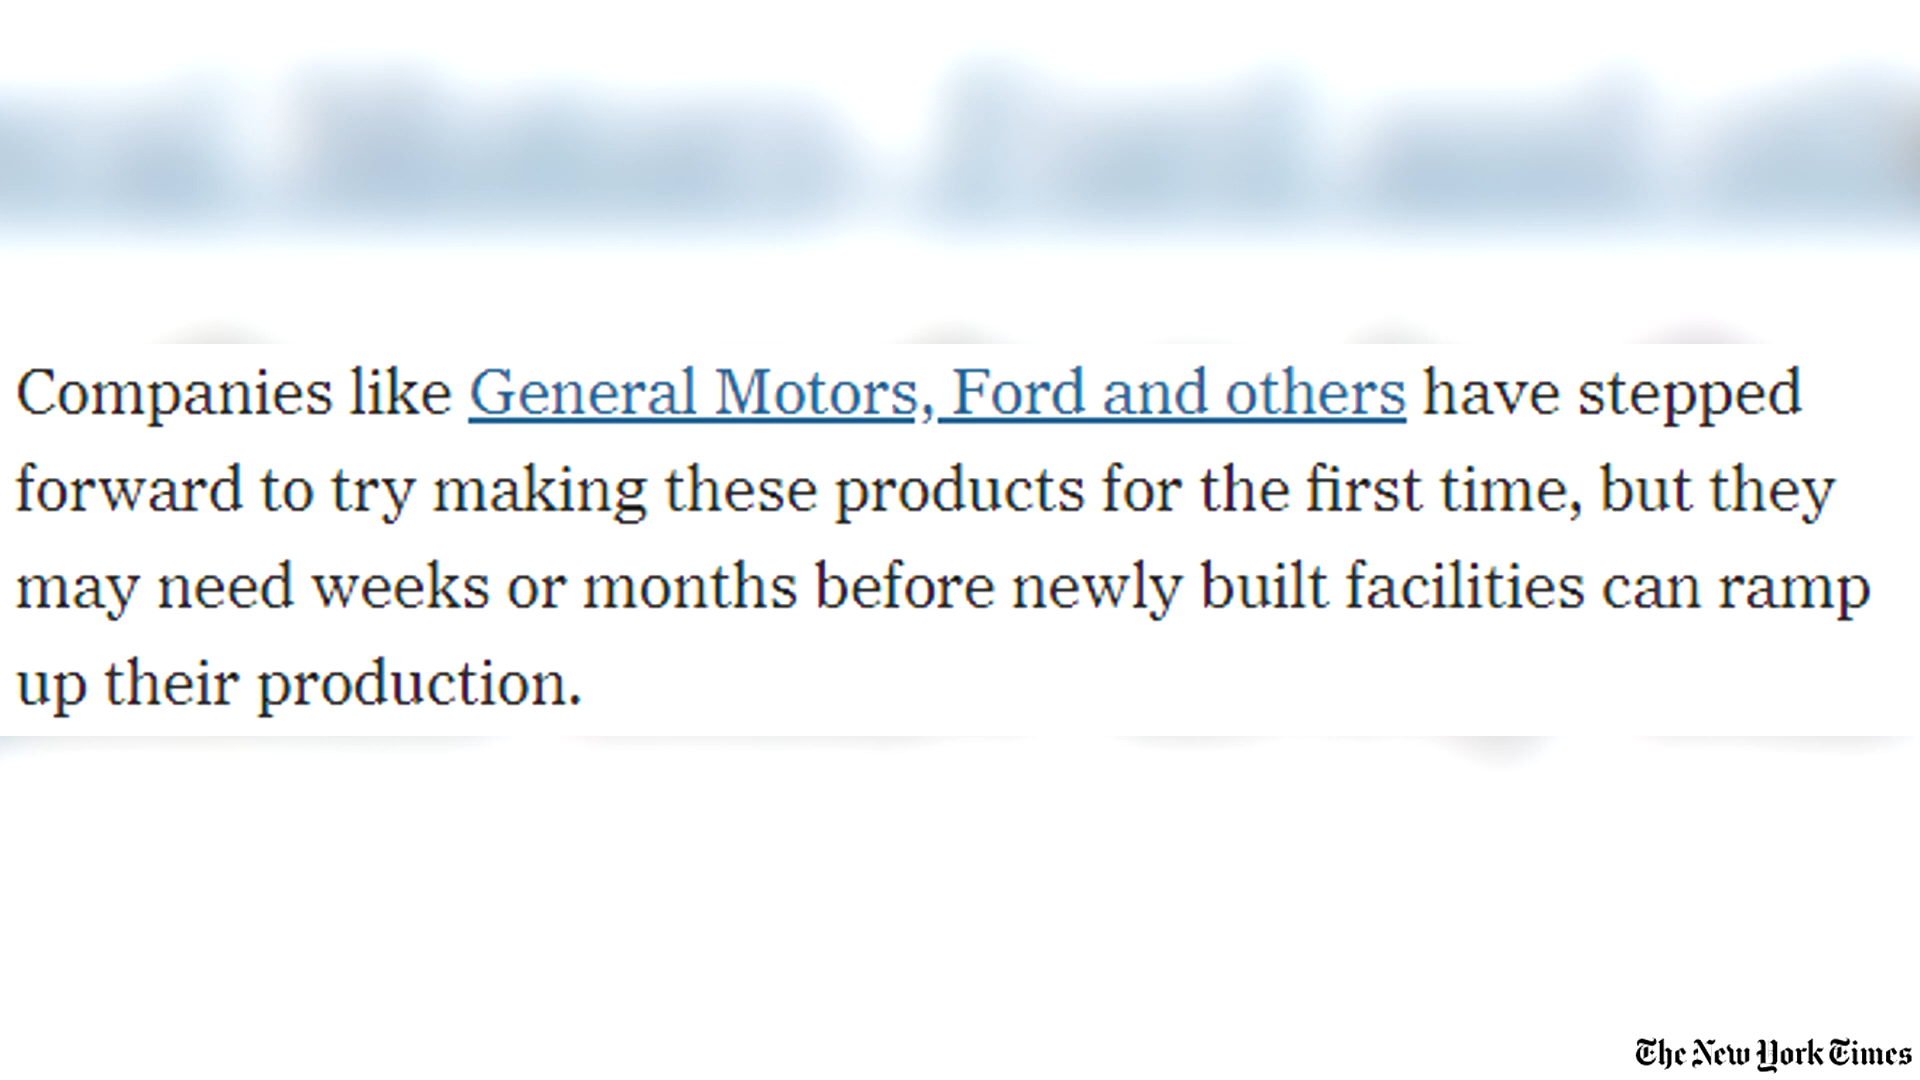 Companies like General Motors, Ford and others have stepped
forward to try making these products for the first time, but they
may need weeks or months before newly built facilities can ramp
up their production.
The New York Times